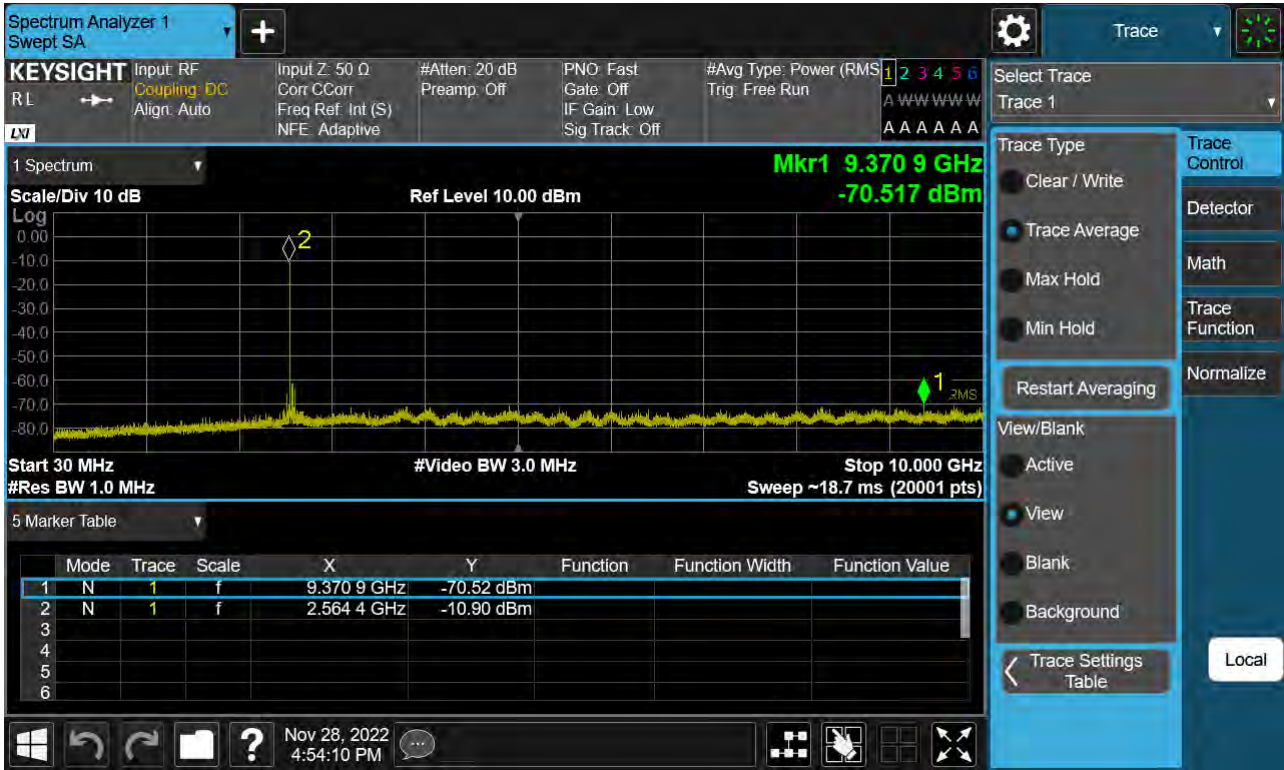 Spectrum Analyzer 1
Swept SA
+
Trace
KEYSIGHT
RL
LXI
Input: RF
Coupling: DC
Align: Auto
Input Z: 50 Ω
Corr CCorr
Freq Ref: Int (S)
NFE: Adaptive
#Atten: 20 dB
Preamp: Off
PNO: Fast
Gate: Off
IF Gain: Low
Sig Track: Off
#Avg Type: Power (RMS
Trig: Free Run
1 2 3 4 5 6
A W W W W W
A A A A A A
Select Trace
Trace 1
1 Spectrum
Mkr1 9.370 9 GHz
Scale/Div 10 dB
Ref Level 10.00 dBm
-70.517 dBm
Log
0.00
-10.0
-20.0
-30.0
-40.0
-50.0
-60.0
-70.0
-80.0
2
1
RMS
Start 30 MHz
#Video BW 3.0 MHz
Stop 10.000 GHz
#Res BW 1.0 MHz
Sweep ~18.7 ms (20001 pts)
5 Marker Table
Mode Trace Scale X Y Function Function Width Function Value
1 N 1 f 9.370 9 GHz -70.52 dBm
2 N 1 f 2.564 4 GHz -10.90 dBm
3
4
5
6
Trace Type
Clear / Write
Trace Average
Max Hold
Min Hold
Restart Averaging
View/Blank
Active
View
Blank
Background
Trace Settings
Table
Trace
Control
Detector
Math
Trace
Function
Normalize
Local
?
Nov 28, 2022
4:54:10 PM